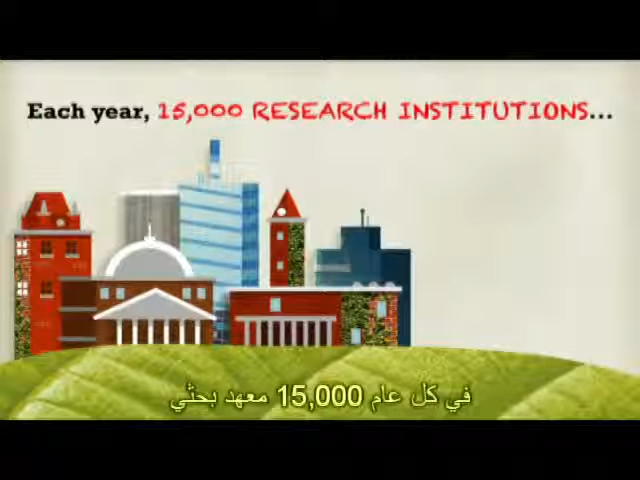 Each year, 15,000 RESEARCH INSTITUTIONS...
في كل عام 15,000 معهد بحثي